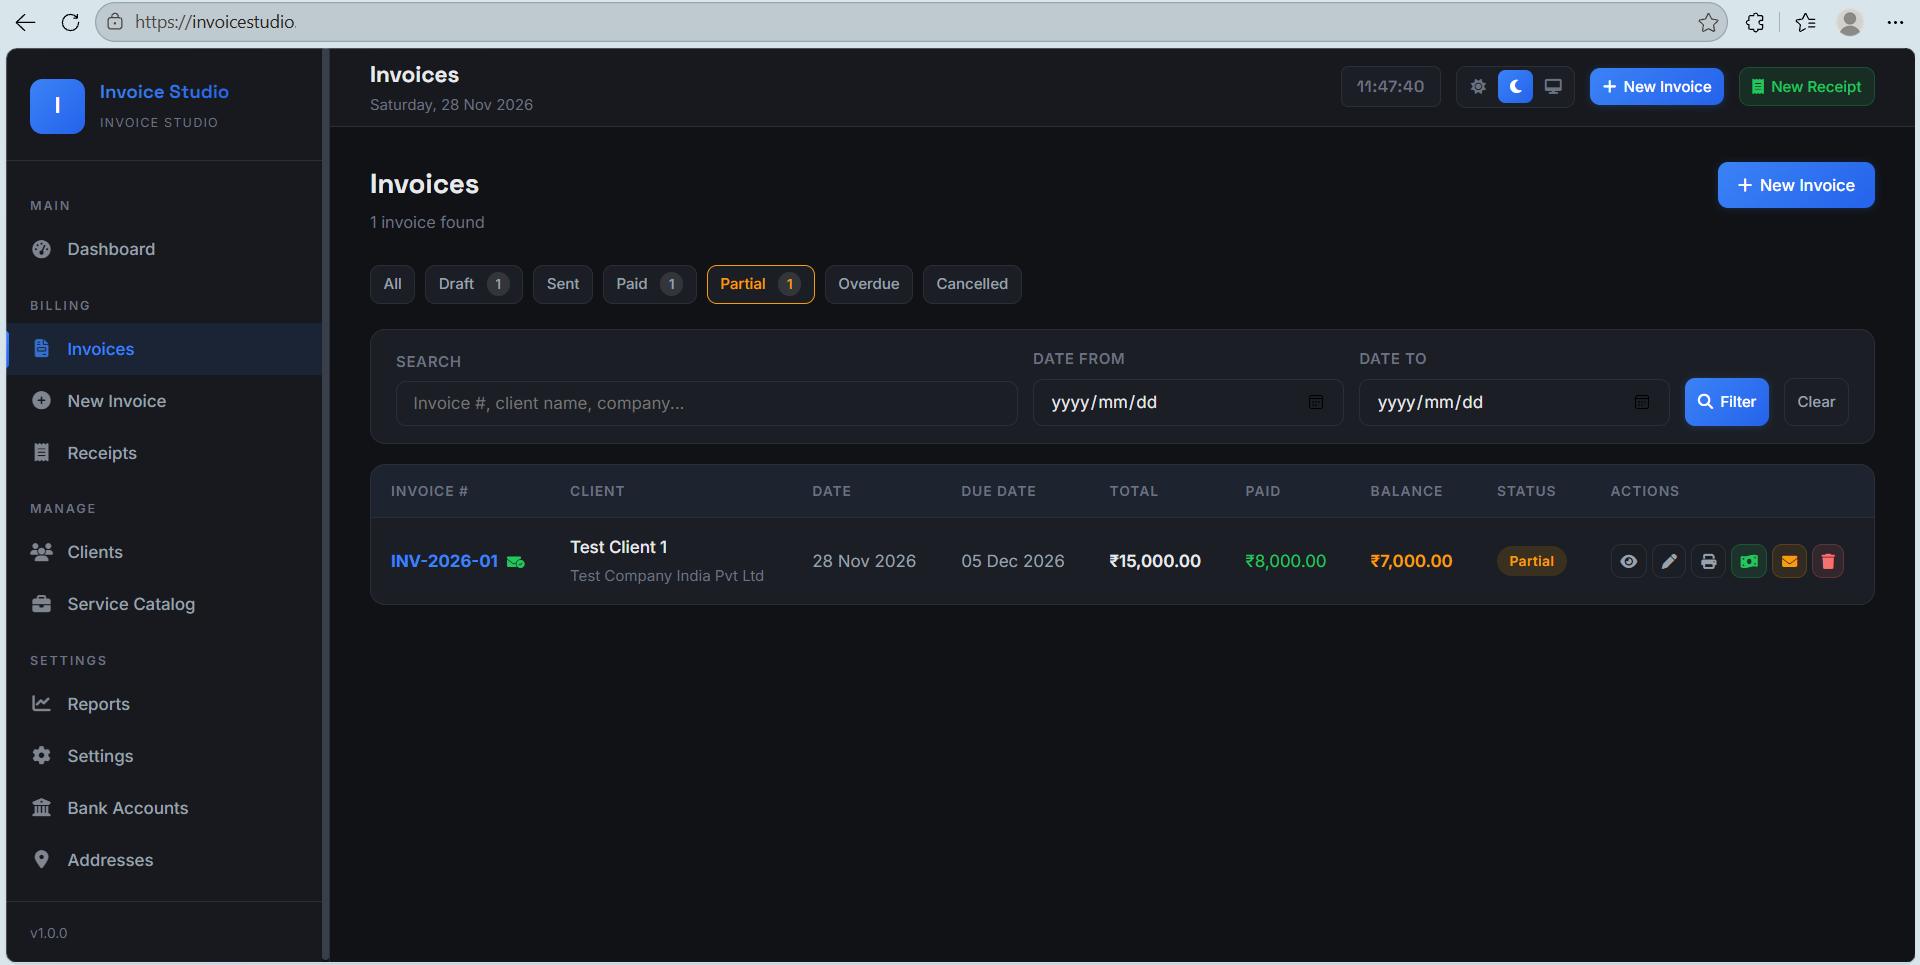 https://invoicestudio.
I
Invoice Studio
INVOICE STUDIO
MAIN
Dashboard
BILLING
Invoices
New Invoice
Receipts
MANAGE
Clients
Service Catalog
SETTINGS
Reports
Settings
Bank Accounts
Addresses
v1.0.0
Invoices
Saturday, 28 Nov 2026
11:47:40
+ New Invoice
New Receipt
Invoices
1 invoice found
+ New Invoice
All
Draft 1
Sent
Paid 1
Partial 1
Overdue
Cancelled
SEARCH
Invoice #, client name, company...
DATE FROM
yyyy/mm/dd
DATE TO
yyyy/mm/dd
Filter
Clear
INVOICE # CLIENT DATE DUE DATE TOTAL PAID BALANCE STATUS ACTIONS
INV-2026-01 Test Client 1 28 Nov 2026 05 Dec 2026 ₹15,000.00 ₹8,000.00 ₹7,000.00 Partial
Test Company India Pvt Ltd